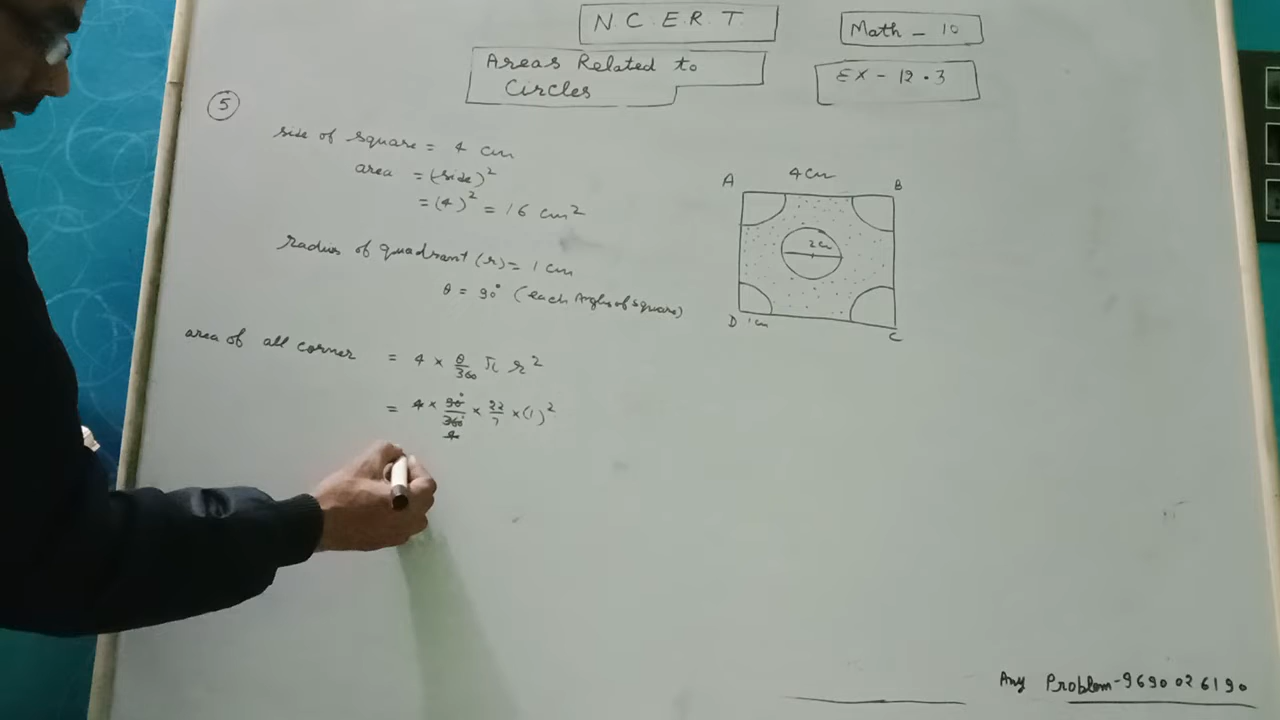 N C . E . R . T .
Math - 10
Areas Related to
Circles
EX - 12.3
5
side of square = 4 cm
area = (side)²
= (4)² = 16 cm²
radius of quadrant (r) = 1 cm
θ = 90° (each Angles of square)
area of all corner = 4 × θ/360 π r²
= 4 × 90°/360° × 22/7 × (1)²
4
4 cm
A
B
2 cm
D
1 cm
C
Any Problem - 9690026190